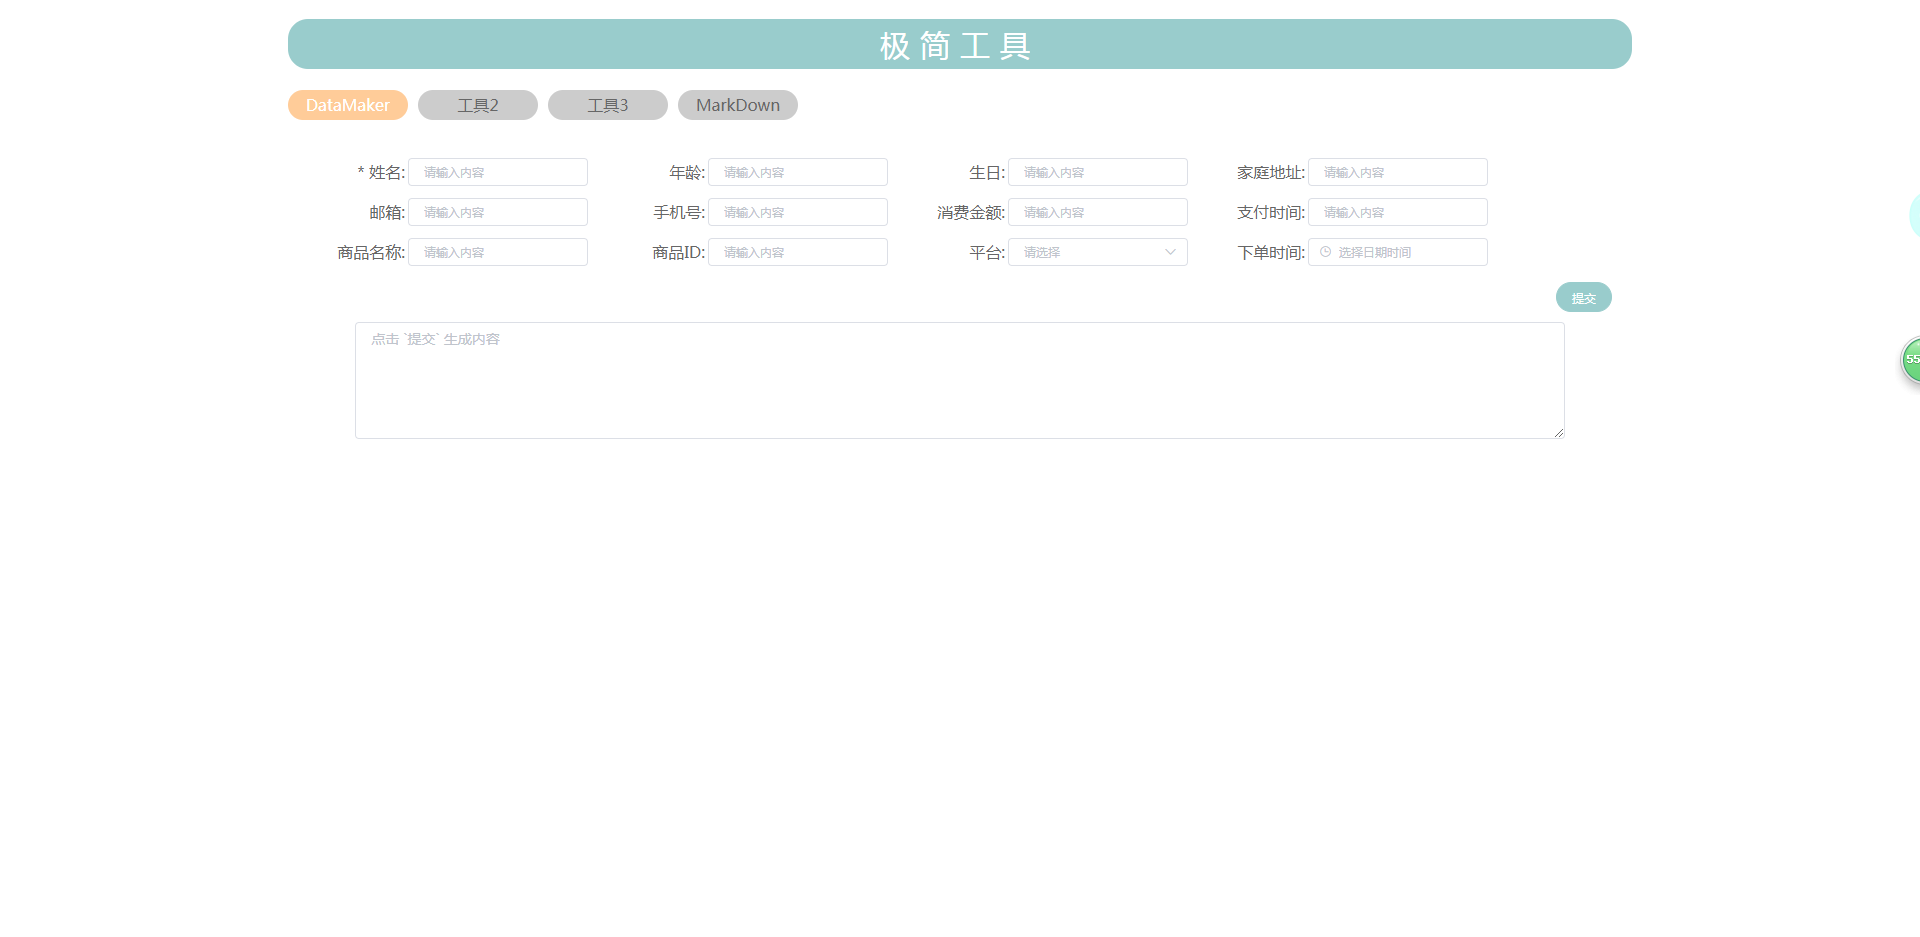 极简工具
DataMaker 工具2 工具3 MarkDown
* 姓名: 请输入内容 年龄: 请输入内容 生日: 请输入内容 家庭地址: 请输入内容
邮箱: 请输入内容 手机号: 请输入内容 消费金额: 请输入内容 支付时间: 请输入内容
商品名称: 请输入内容 商品ID: 请输入内容 平台: 请选择 下单时间: 选择日期时间
提交
点击 `提交` 生成内容
55